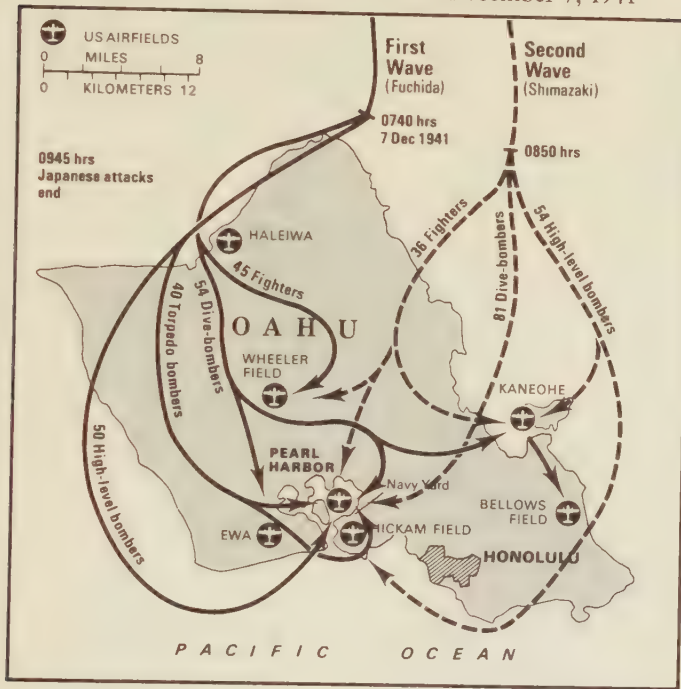 December 7, 1941
US AIRFIELDS
0 MILES 8
0 KILOMETERS 12
First
Wave
(Fuchida)
Second
Wave
(Shimazaki)
0740 hrs
7 Dec 1941
0850 hrs
0945 hrs
Japanese attacks
end
HALEIWA
45 Fighters
54 Dive-bombers
40 Torpedo bombers
50 High-level bombers
36 Fighters
81 Dive-bombers
54 High-level bombers
OAHU
WHEELER
FIELD
KANEOHE
PEARL
HARBOR
Navy Yard
EWA
HICKAM FIELD
BELLOWS
FIELD
HONOLULU
PACIFIC OCEAN